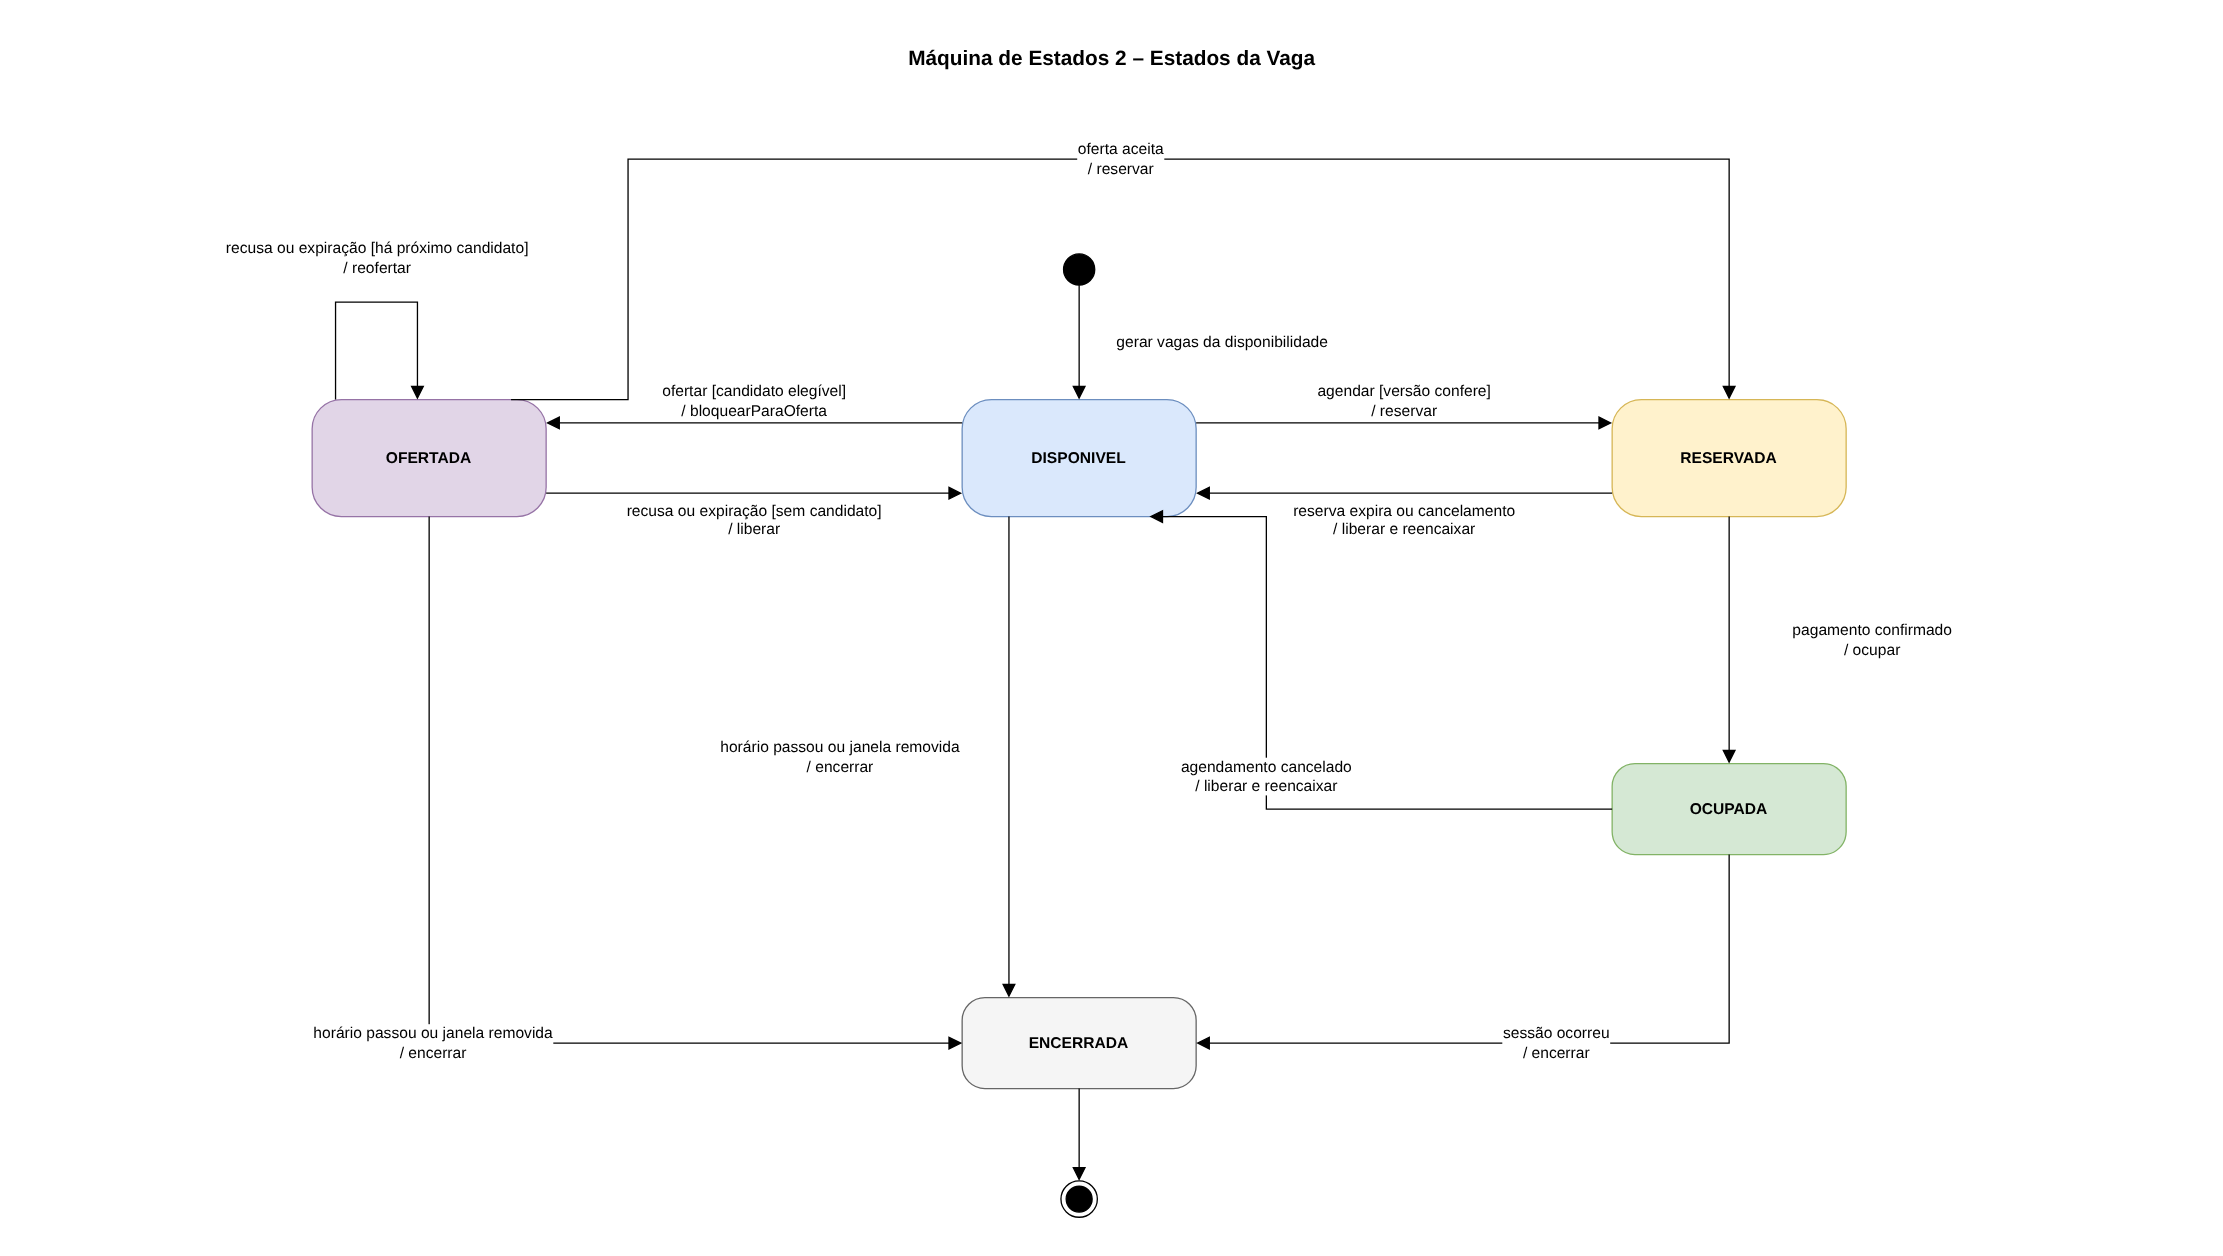 Máquina de Estados 2 – Estados da Vaga
oferta aceita
/ reservar
recusa ou expiração [há próximo candidato]
/ reofertar
gerar vagas da disponibilidade
ofertar [candidato elegível]
/ bloquearParaOferta
agendar [versão confere]
/ reservar
OFERTADA
DISPONIVEL
RESERVADA
recusa ou expiração [sem candidato]
/ liberar
reserva expira ou cancelamento
/ liberar e reencaixar
pagamento confirmado
/ ocupar
horário passou ou janela removida
/ encerrar
agendamento cancelado
/ liberar e reencaixar
OCUPADA
horário passou ou janela removida
/ encerrar
ENCERRADA
sessão ocorreu
/ encerrar